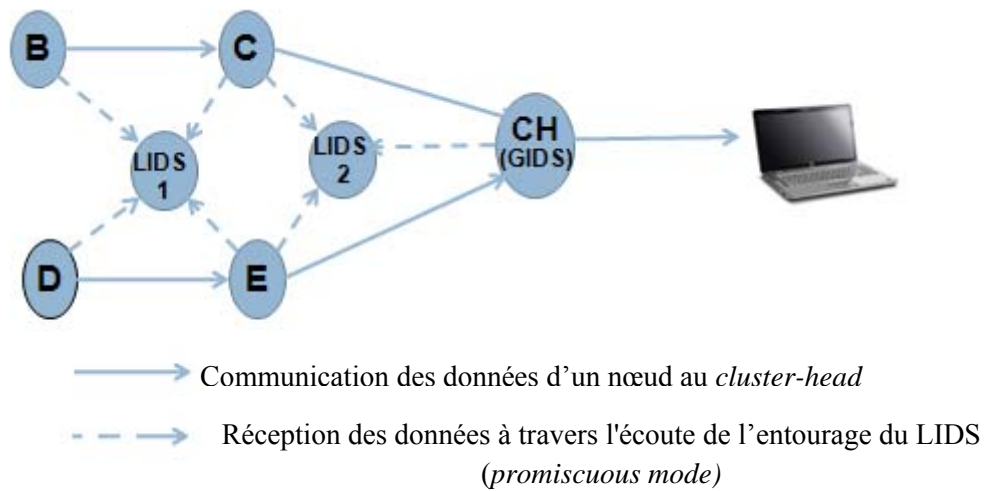 B
C
LIDS
1
LIDS
2
CH
(GIDS)
D
E
Communication des données d’un nœud au cluster-head
Réception des données à travers l'écoute de l’entourage du LIDS
(promiscuous mode)